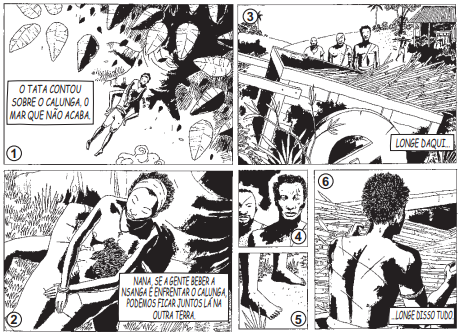 O TATA CONTOU
SOBRE O CALUNGA, O
MAR QUE NÃO ACABA.
1
NANA, SE A GENTE BEBER A
NSANGA E ENFRENTAR O CALUNGA,
PODEMOS FICAR JUNTOS LÁ NA
OUTRA TERRA.
2
3
LONGE DAQUI...
4
5
6
...LONGE DISSO TUDO.